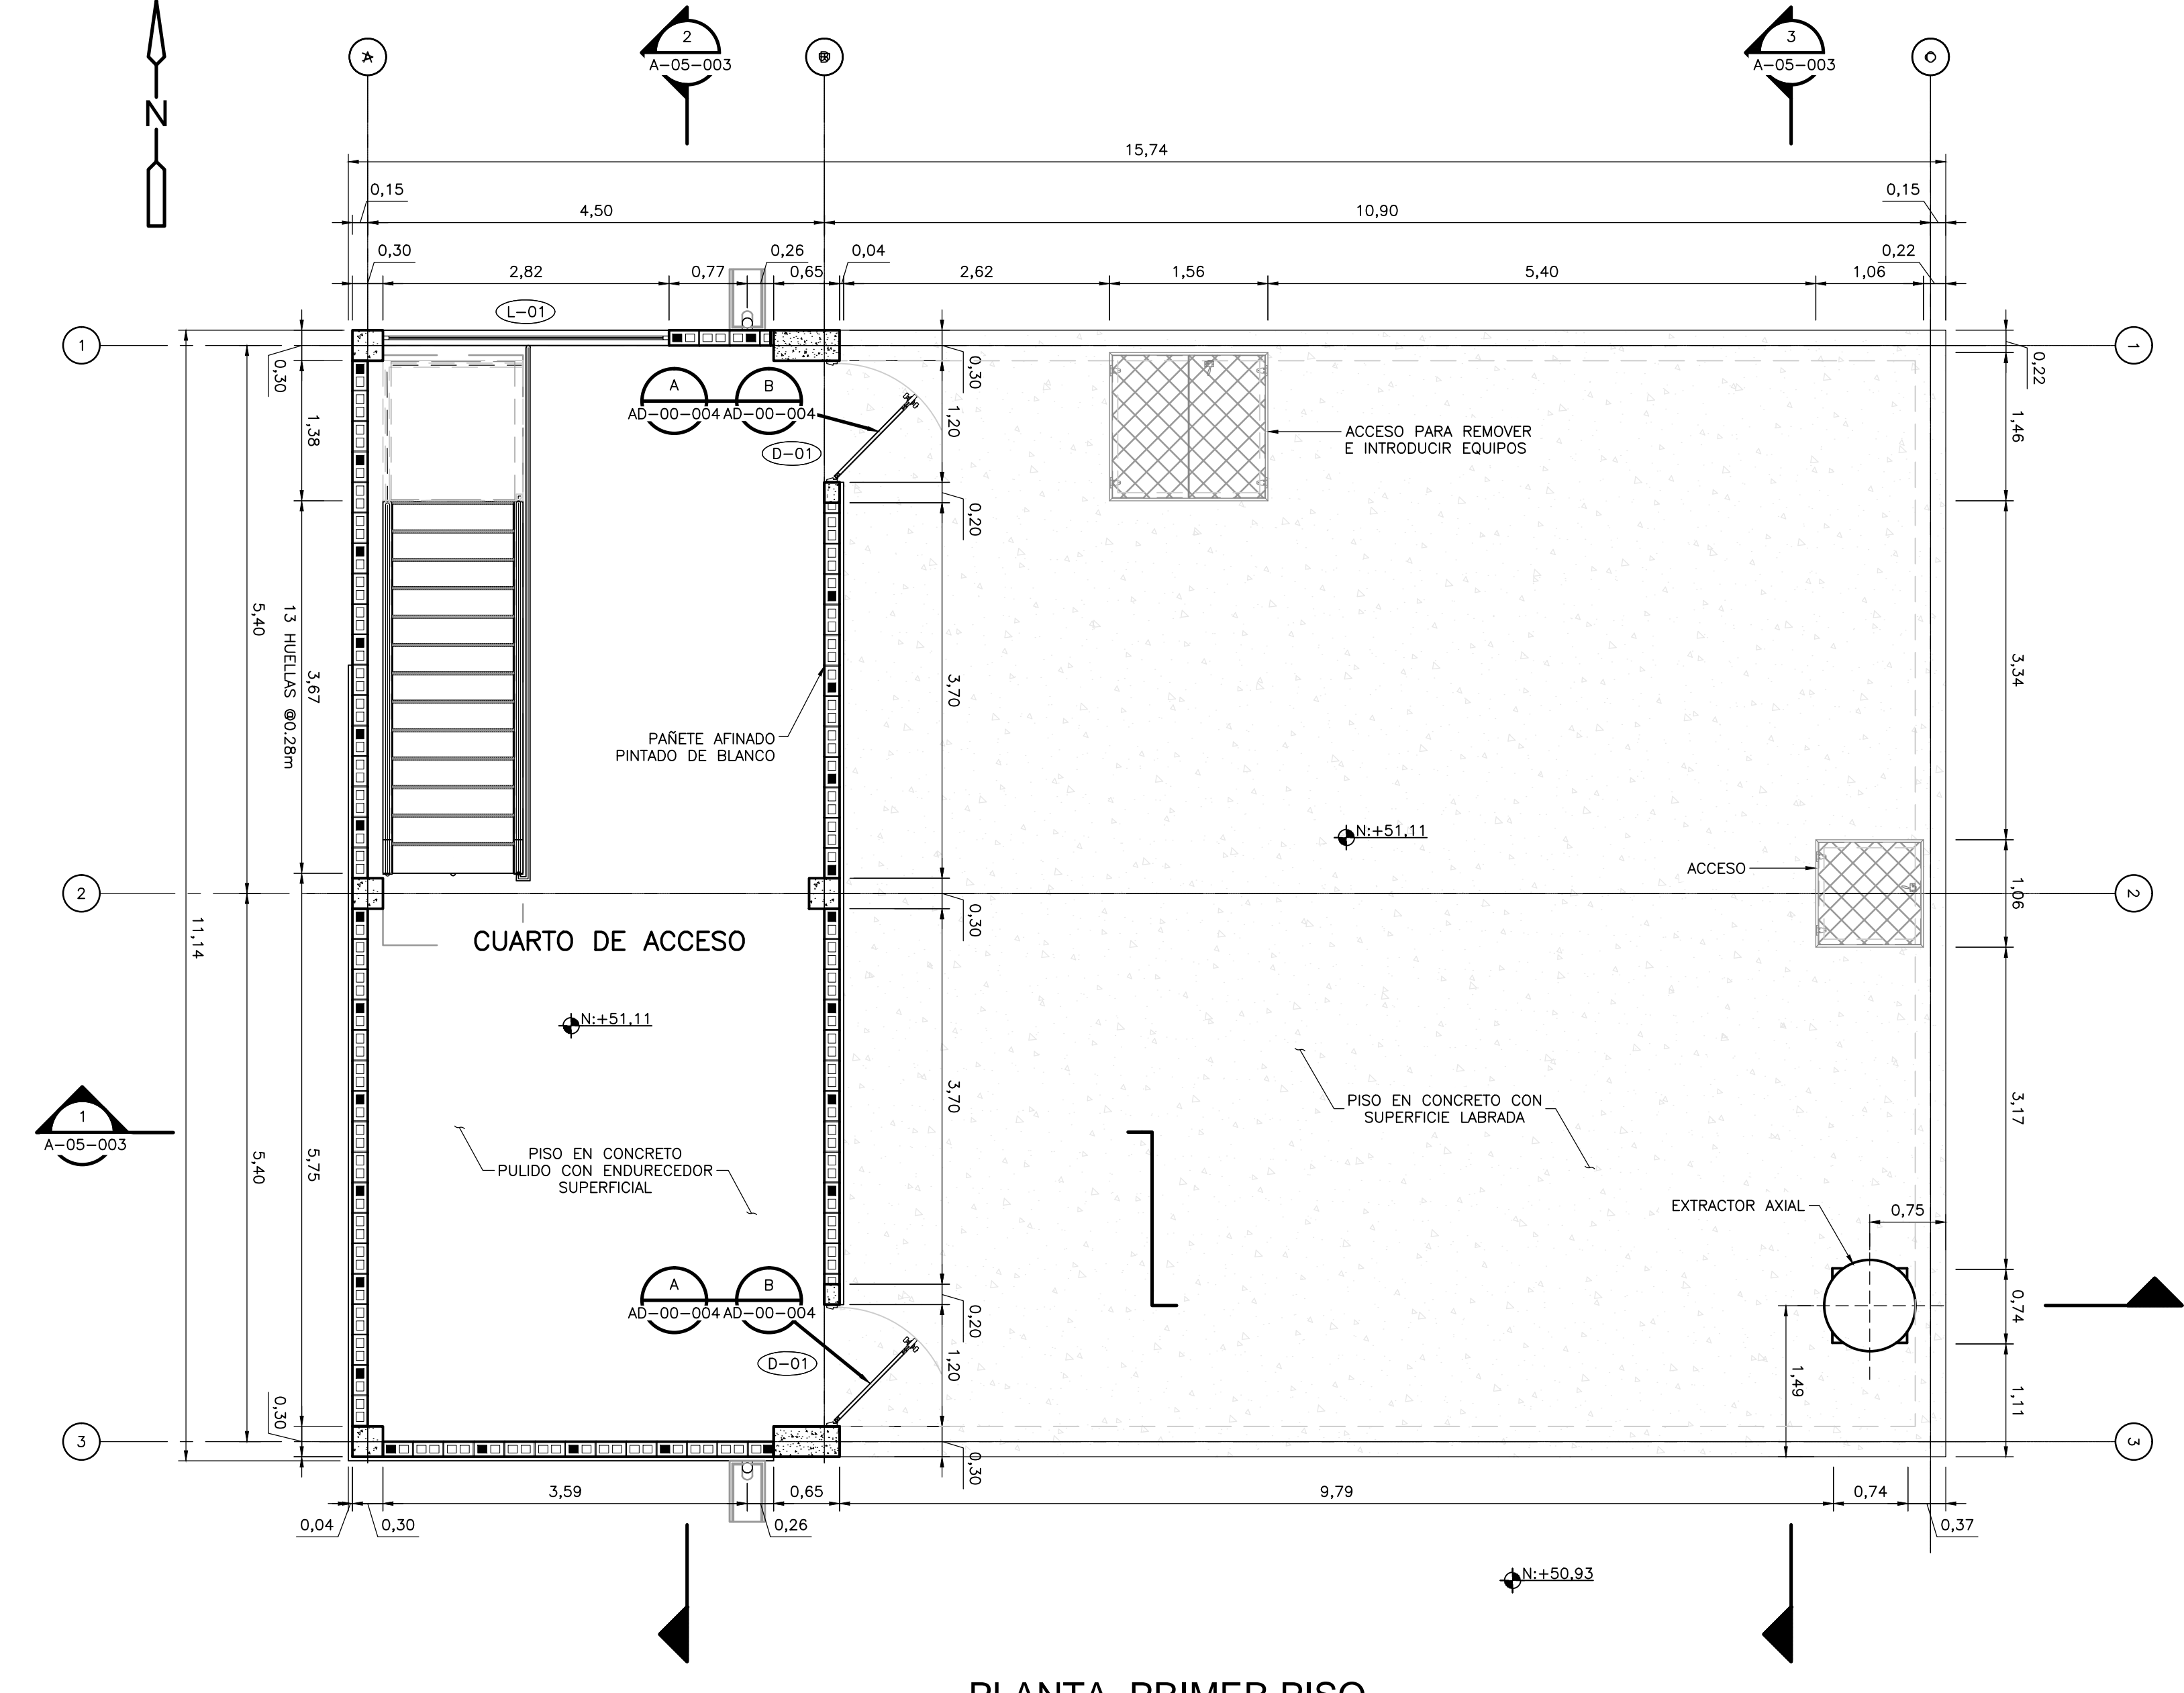 N
A
B
C
2
A-05-003
3
A-05-003
15,74
0,15
4,50
10,90
0,15
0,30
2,82
0,77
0,26
0,65
0,04
2,62
1,56
5,40
1,06
0,22
L-01
1
1
0,30
0,30
0,22
1,38
1,20
1,46
A
AD-00-004
B
AD-00-004
D-01
ACCESO PARA REMOVER
E INTRODUCIR EQUIPOS
0,20
5,40
13 HUELLAS @0.28m
3,67
3,70
3,34
PAÑETE AFINADO
PINTADO DE BLANCO
N:+51,11
ACCESO
1,06
2
2
0,30
11,14
CUARTO DE ACCESO
N:+51,11
3,70
3,17
1
A-05-003
PISO EN CONCRETO CON
SUPERFICIE LABRADA
5,40
5,75
PISO EN CONCRETO
PULIDO CON ENDURECEDOR
SUPERFICIAL
EXTRACTOR AXIAL
0,75
A
AD-00-004
B
AD-00-004
0,20
0,74
D-01
1,20
1,49
1,11
0,30
3
3
0,30
3,59
0,65
9,79
0,74
0,04
0,30
0,26
0,37
N:+50,93
PLANTA PRIMER PISO